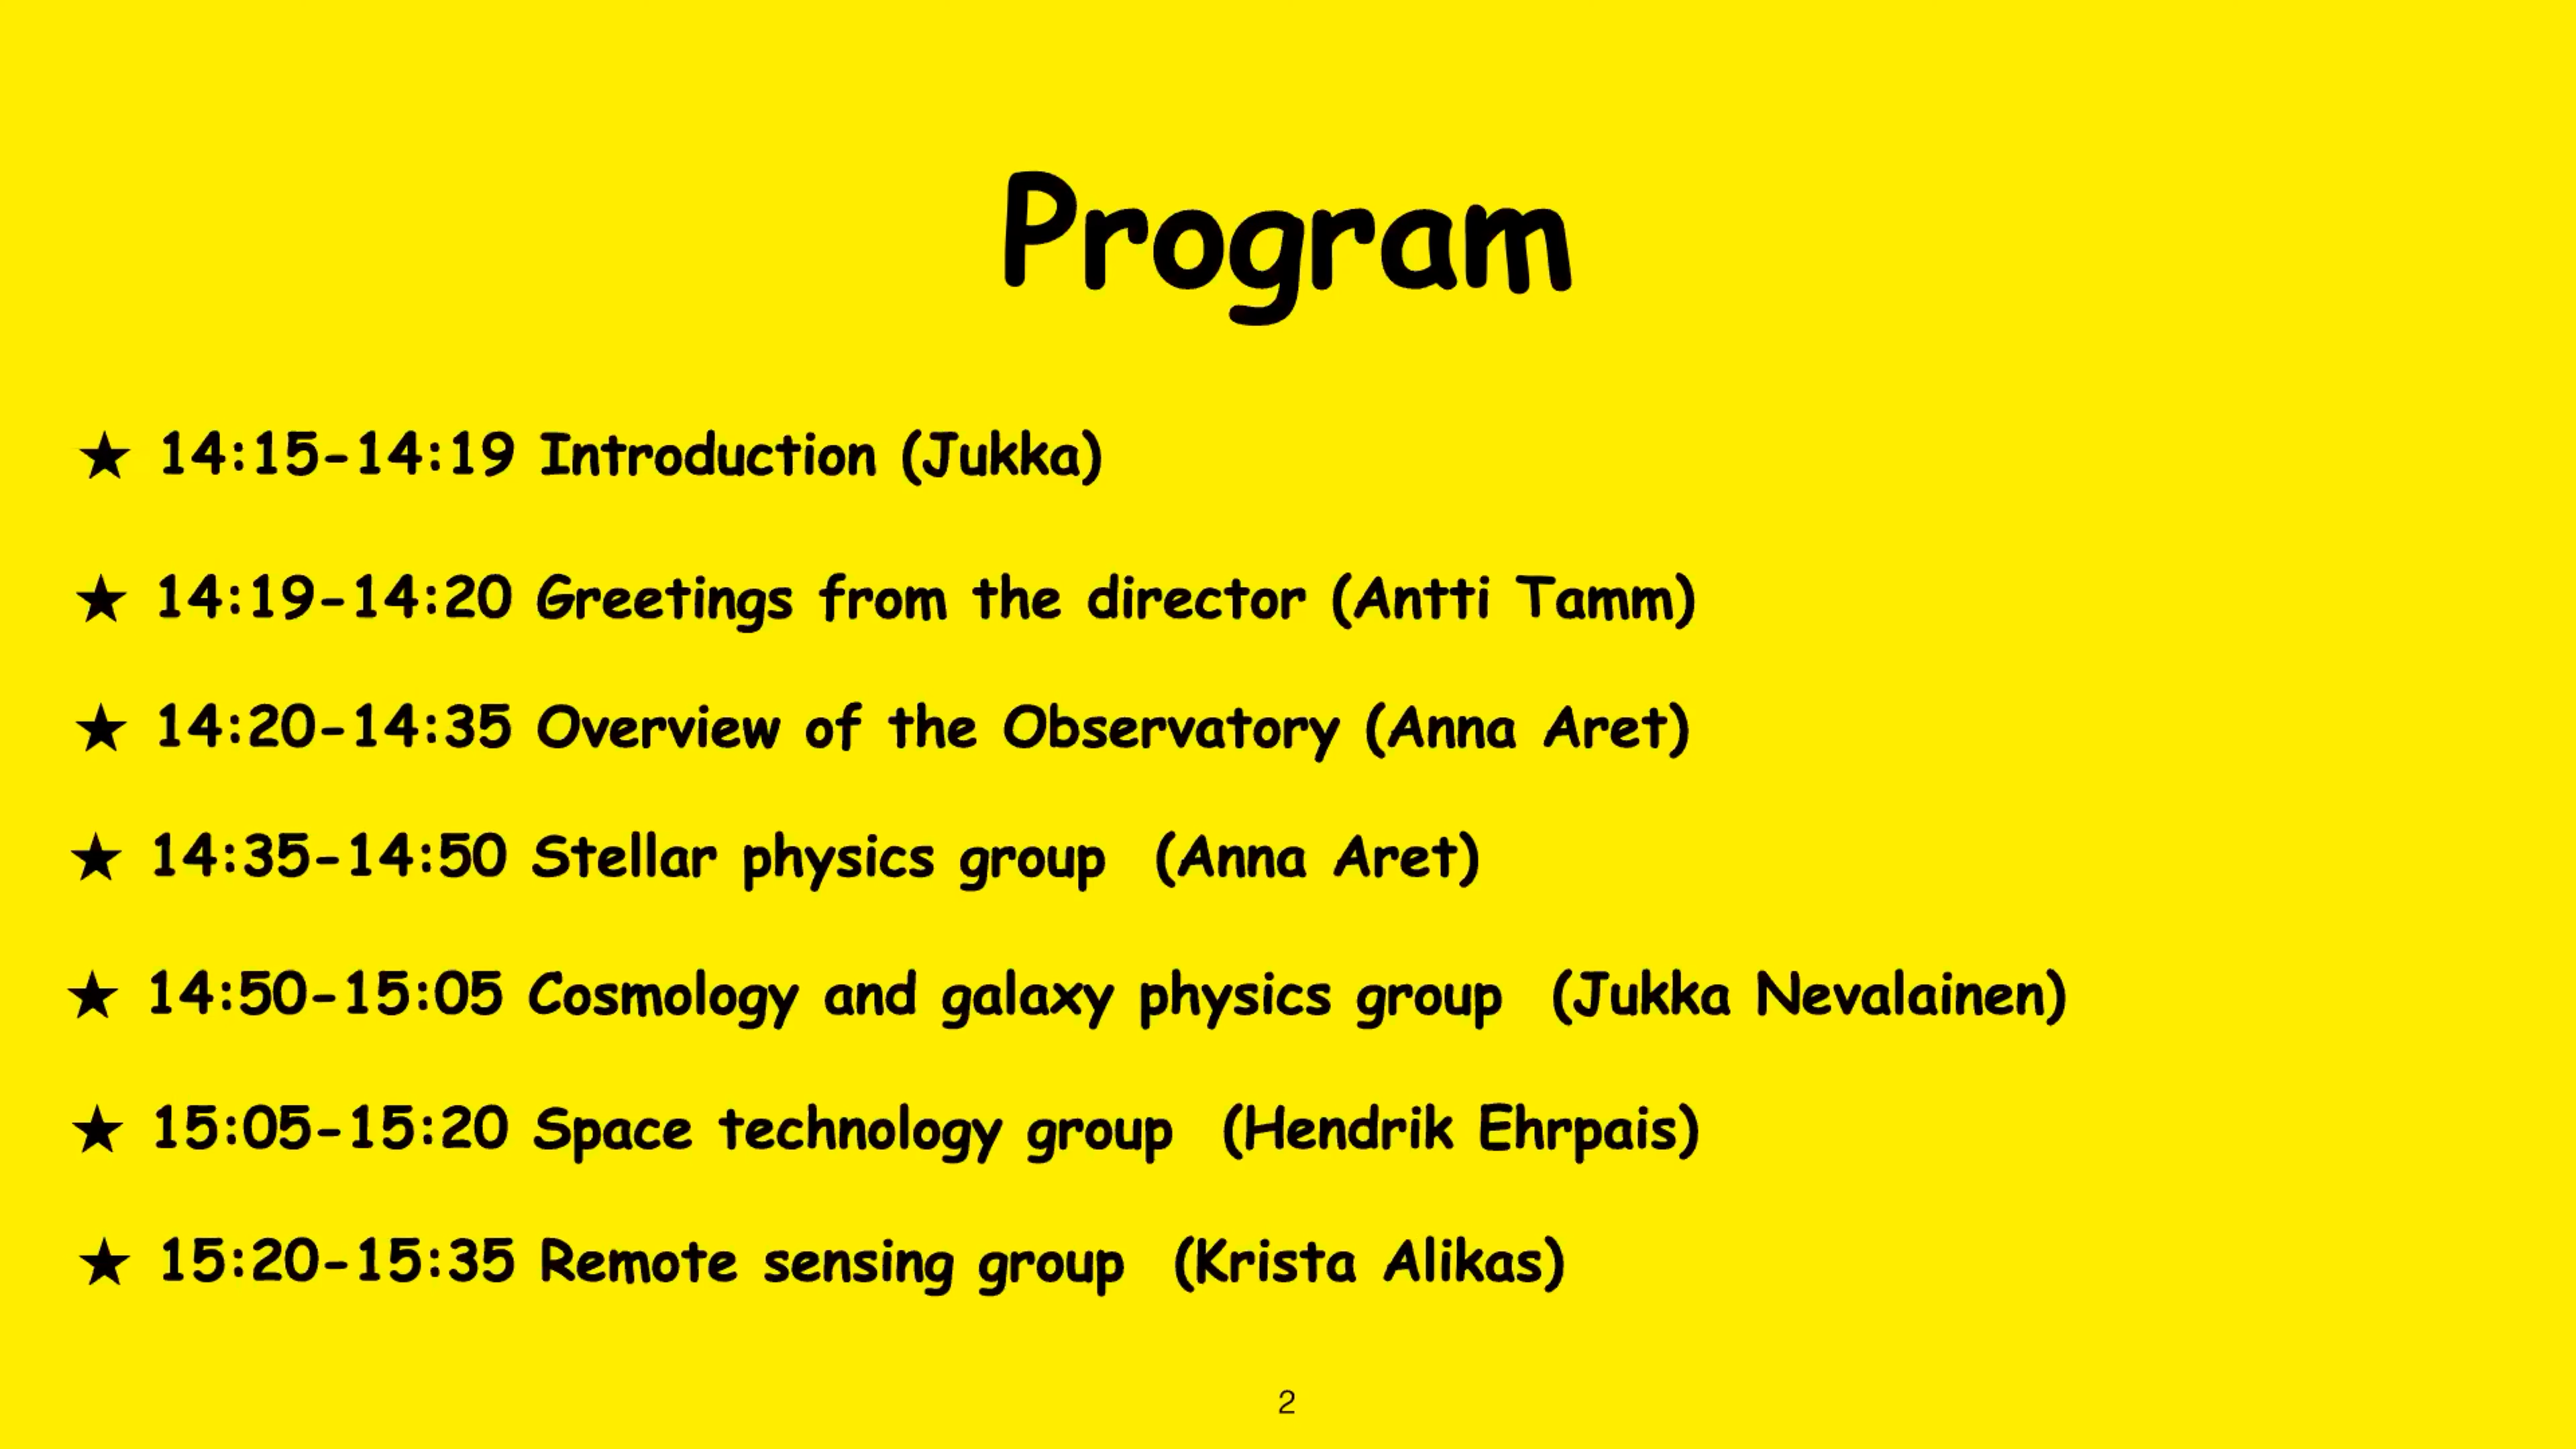 Program
★ 14:15-14:19 Introduction (Jukka)
★ 14:19-14:20 Greetings from the director (Antti Tamm)
★ 14:20-14:35 Overview of the Observatory (Anna Aret)
★ 14:35-14:50 Stellar physics group (Anna Aret)
★ 14:50-15:05 Cosmology and galaxy physics group (Jukka Nevalainen)
★ 15:05-15:20 Space technology group (Hendrik Ehrpais)
★ 15:20-15:35 Remote sensing group (Krista Alikas)
2